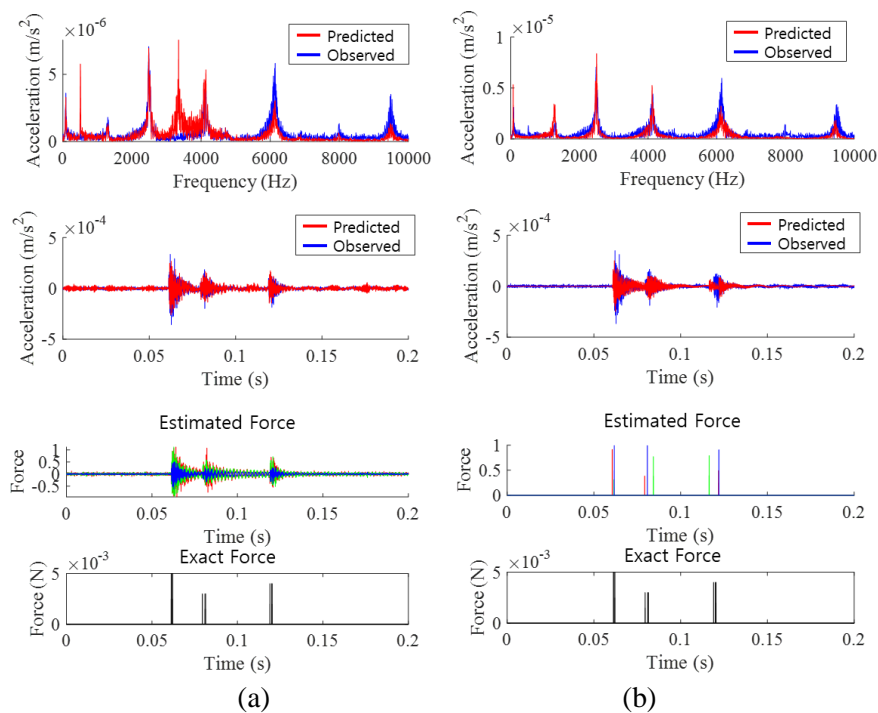 ×10⁻⁶
Acceleration (m/s²)
5
0
Predicted
Observed
0 2000 4000 6000 8000 10000
Frequency (Hz)
×10⁻⁴
Acceleration (m/s²)
5
0
-5
Predicted
Observed
0 0.05 0.1 0.15 0.2
Time (s)
Estimated Force
Force
1
0.5
0
-0.5
0 0.05 0.1 0.15 0.2
Time (s)
Exact Force
×10⁻³
Force (N)
5
0
0 0.05 0.1 0.15 0.2
Time (s)
(a)
×10⁻⁵
Acceleration (m/s²)
1
0.5
0
Predicted
Observed
0 2000 4000 6000 8000 10000
Frequency (Hz)
×10⁻⁴
Acceleration (m/s²)
5
0
-5
Predicted
Observed
0 0.05 0.1 0.15 0.2
Time (s)
Estimated Force
Force
1
0.5
0
0 0.05 0.1 0.15 0.2
Time (s)
Exact Force
×10⁻³
Force (N)
5
0
0 0.05 0.1 0.15 0.2
Time (s)
(b)